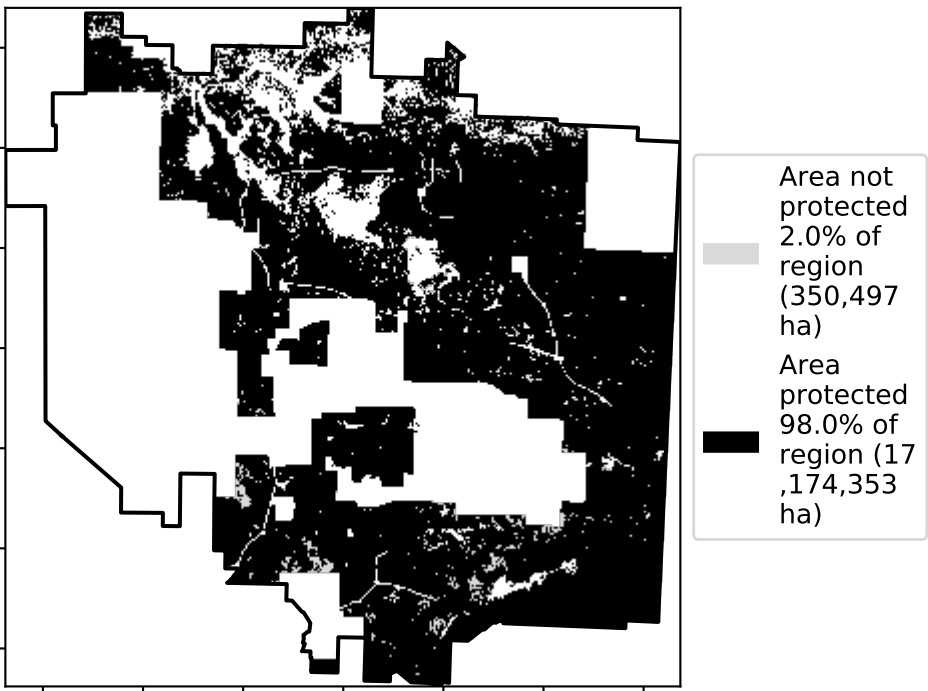 Area not
protected
2.0% of
region
(350,497
ha)
Area
protected
98.0% of
region (17
,174,353
ha)